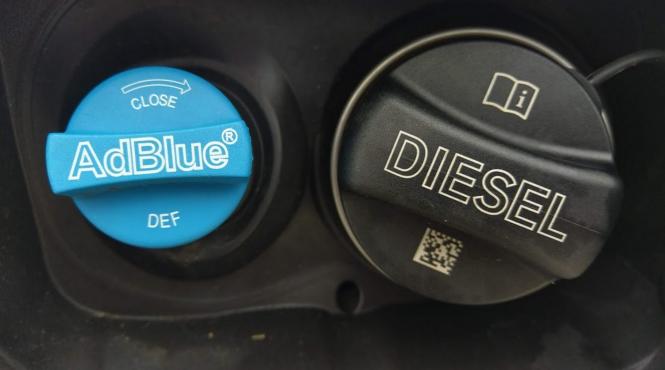 CLOSE
AdBlue®
DEF
i
DIESEL